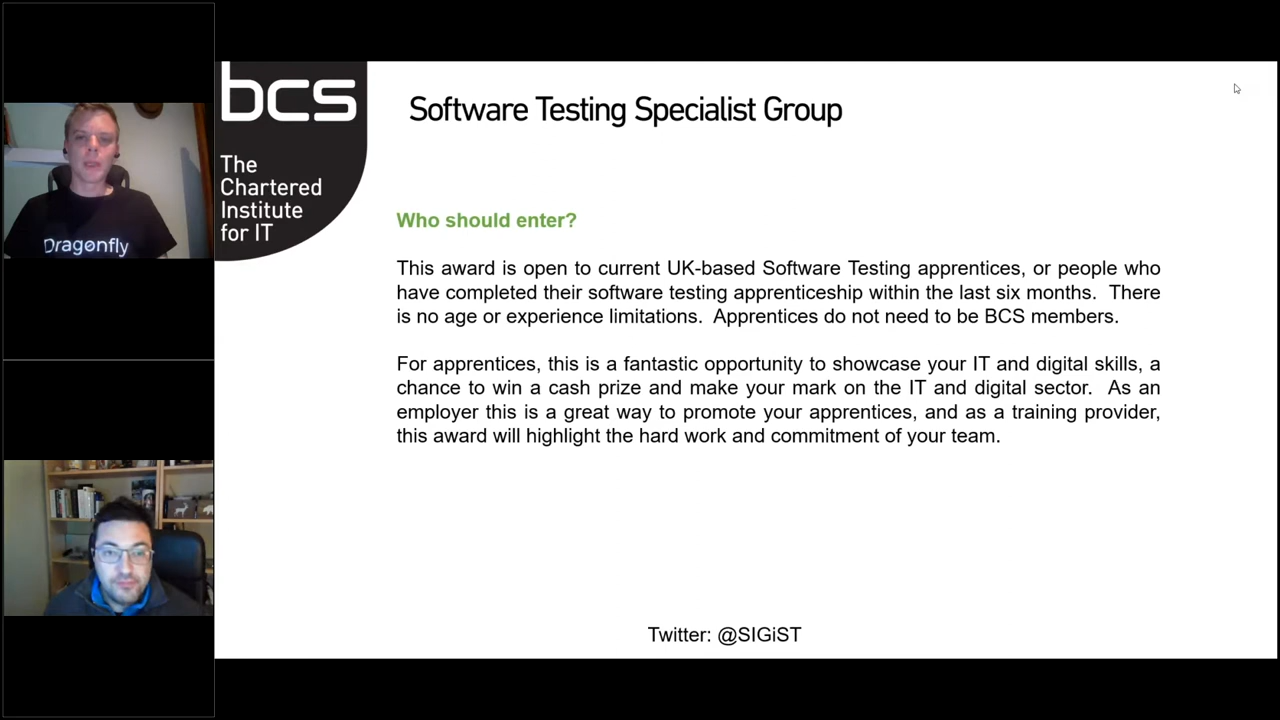 bcs
The
Chartered
Institute
for IT
Software Testing Specialist Group
Dragonfly
Who should enter?
This award is open to current UK-based Software Testing apprentices, or people who
have completed their software testing apprenticeship within the last six months.  There
is no age or experience limitations.  Apprentices do not need to be BCS members.
For apprentices, this is a fantastic opportunity to showcase your IT and digital skills, a
chance to win a cash prize and make your mark on the IT and digital sector.  As an
employer this is a great way to promote your apprentices, and as a training provider,
this award will highlight the hard work and commitment of your team.
Twitter: @SIGiST